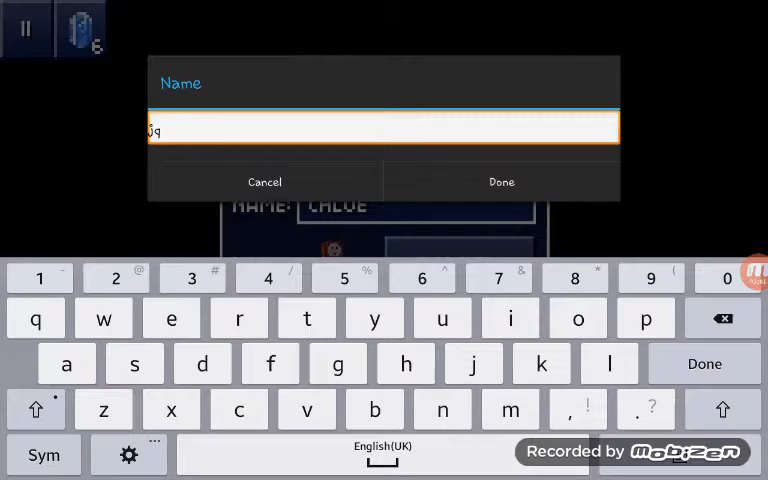 6
Name
Cancel
Done
NAME:
1 - 2 @ 3 # 4 / 5 % 6 ^ 7 & 8 * 9 ( 0
q w e r t y u i o p
a s d f g h j k l Done
z x c v b n m , ! . ?
Sym
English(UK)
Recorded by mobizen